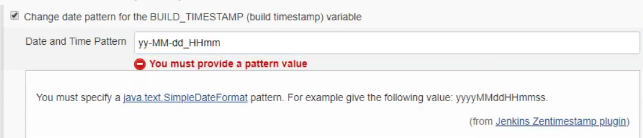 Change date pattern for the BUILD_TIMESTAMP (build timestamp) variable
Date and Time Pattern yy-MM-dd_HHmm
You must provide a pattern value
You must specify a java.text.SimpleDateFormat pattern. For example give the following value: yyyyMMddHHmmss.
(from Jenkins Zentimestamp plugin)